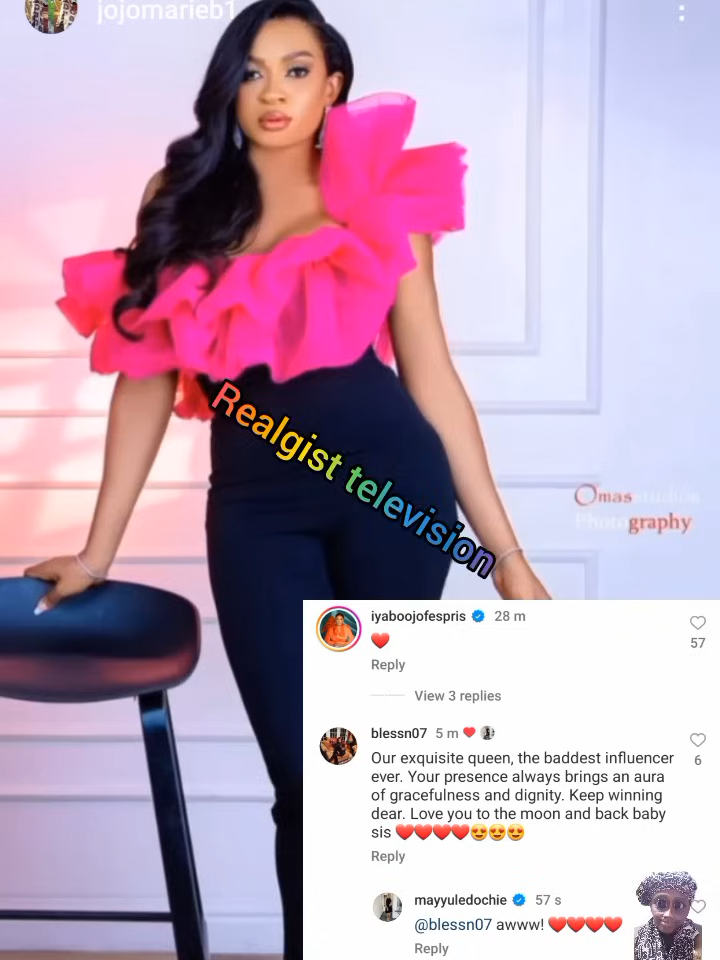 jojomarieb1
Realgist television
Omasstudios
Photography
iyaboojofespris 28 m
❤️
57
Reply
View 3 replies
blessn07 5 m ❤️
Our exquisite queen, the baddest influencer
6
ever. Your presence always brings an aura
of gracefulness and dignity. Keep winning
dear. Love you to the moon and back baby
sis ❤️❤️❤️❤️😍😍😍
Reply
mayyuledochie 57 s
@blessn07 awww! ❤️❤️❤️❤️
Reply